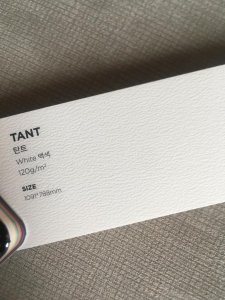 TANT
탄트
White 백색
120g/m²
SIZE
1091*788mm